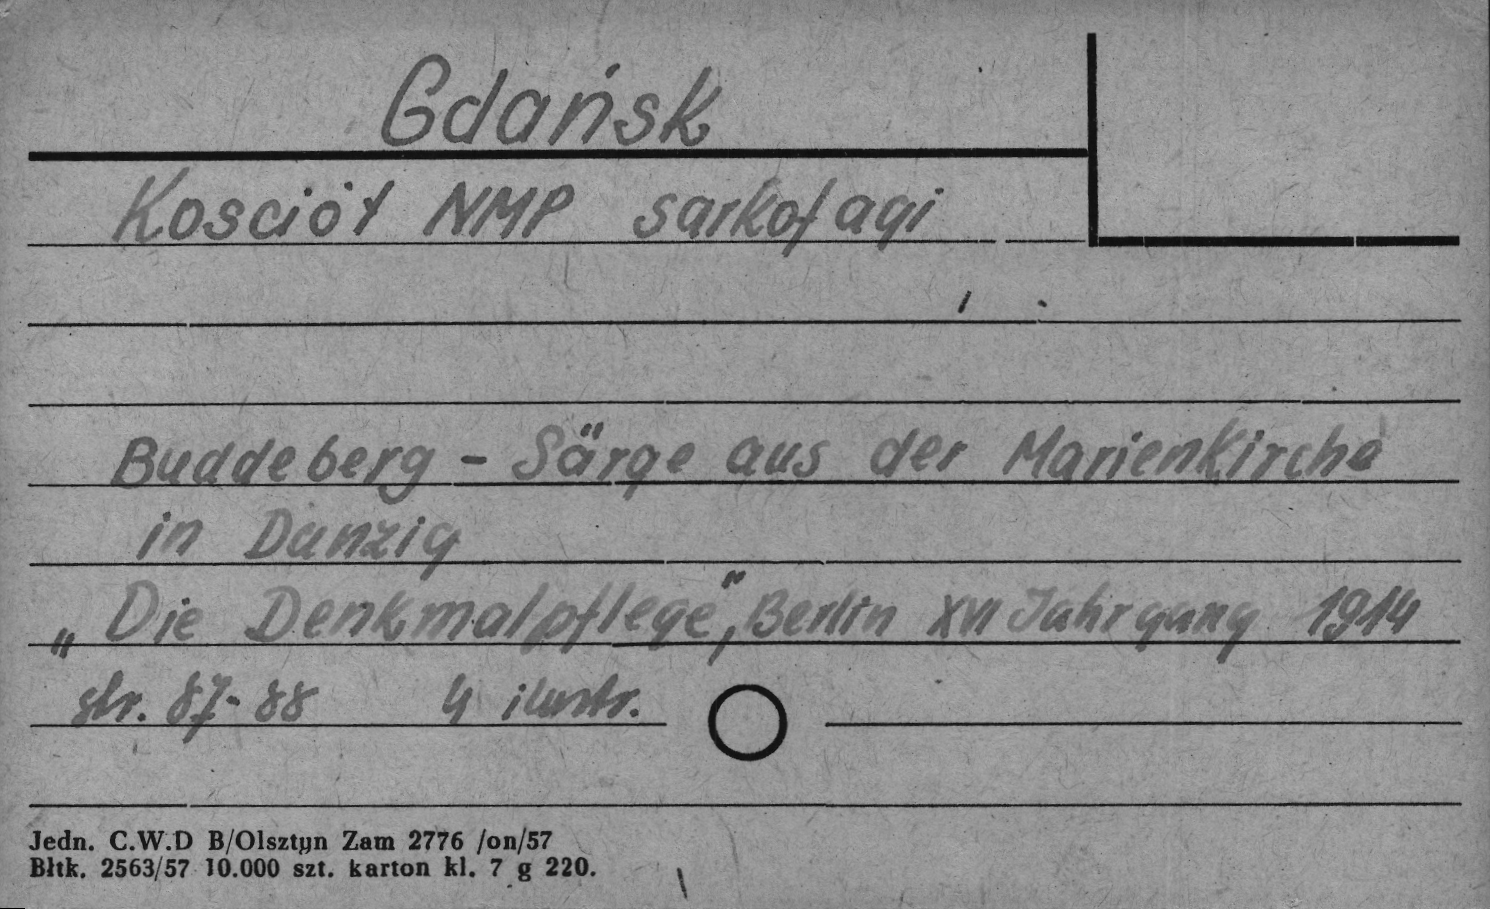 Gdańsk
Kosciół NMP sarkofagi
Buddeberg - Särge aus der Marienkirche
in Danzig
„Die Denkmalpflege", Berlin XVI Jahrgang 1914
str. 87-88 4 ilustr.
Jedn. C.W.D B/Olsztyn Zam 2776 /on/57
Bltk. 2563/57 10.000 szt. karton kl. 7 g 220.